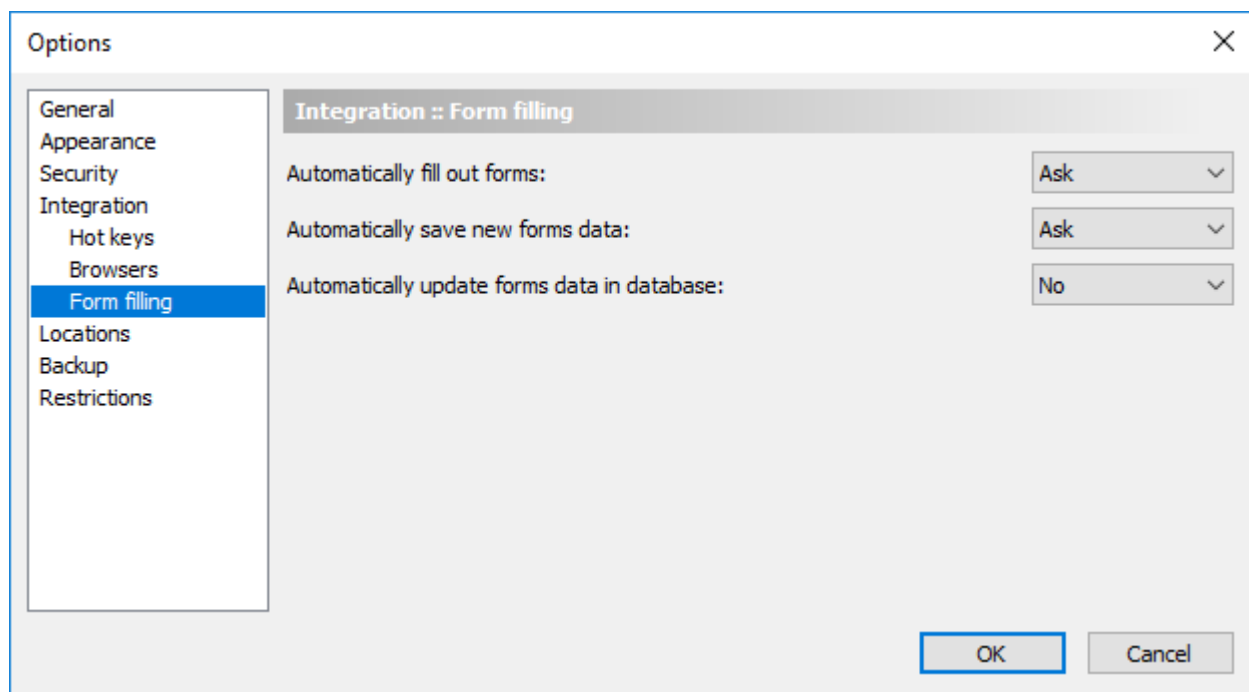 Options
General
Appearance
Security
Integration
Hot keys
Browsers
Form filling
Locations
Backup
Restrictions
Integration :: Form filling
Automatically fill out forms: Ask
Automatically save new forms data: Ask
Automatically update forms data in database: No
OK Cancel